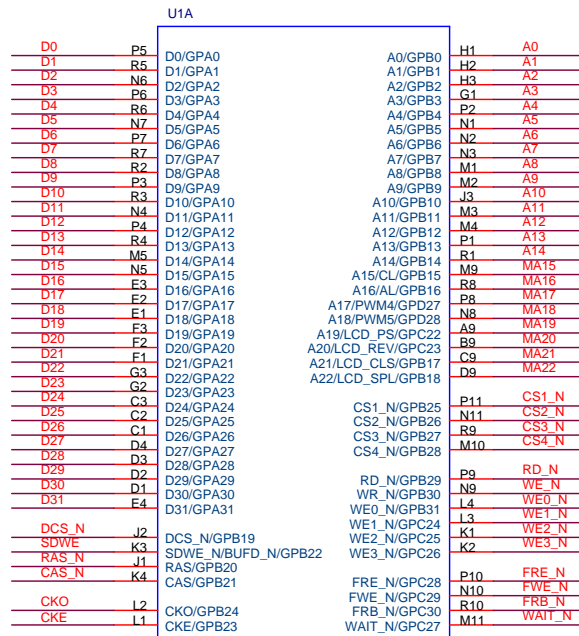 U1A
D0 P5 D0/GPA0 A0/GPB0 H1 A0
D1 R5 D1/GPA1 A1/GPB1 H2 A1
D2 N6 D2/GPA2 A2/GPB2 H3 A2
D3 P6 D3/GPA3 A3/GPB3 G1 A3
D4 R6 D4/GPA4 A4/GPB4 P2 A4
D5 N7 D5/GPA5 A5/GPB5 N1 A5
D6 P7 D6/GPA6 A6/GPB6 N2 A6
D7 R7 D7/GPA7 A7/GPB7 N3 A7
D8 R2 D8/GPA8 A8/GPB8 M1 A8
D9 P3 D9/GPA9 A9/GPB9 M2 A9
D10 R3 D10/GPA10 A10/GPB10 J3 A10
D11 N4 D11/GPA11 A11/GPB11 M3 A11
D12 P4 D12/GPA12 A12/GPB12 M4 A12
D13 R4 D13/GPA13 A13/GPB13 P1 A13
D14 M5 D14/GPA14 A14/GPB14 R1 A14
D15 N5 D15/GPA15 A15/CL/GPB15 M9 MA15
D16 E3 D16/GPA16 A16/AL/GPB16 R8 MA16
D17 E2 D17/GPA17 A17/PWM4/GPD27 P8 MA17
D18 E1 D18/GPA18 A18/PWM5/GPD28 N8 MA18
D19 F3 D19/GPA19 A19/LCD_PS/GPC22 A9 MA19
D20 F2 D20/GPA20 A20/LCD_REV/GPC23 B9 MA20
D21 F1 D21/GPA21 A21/LCD_CLS/GPB17 C9 MA21
D22 G3 D22/GPA22 A22/LCD_SPL/GPB18 D9 MA22
D23 G2 D23/GPA23
D24 C3 D24/GPA24 CS1_N/GPB25 P11 CS1_N
D25 C2 D25/GPA25 CS2_N/GPB26 N11 CS2_N
D26 C1 D26/GPA26 CS3_N/GPB27 R9 CS3_N
D27 D4 D27/GPA27 CS4_N/GPB28 M10 CS4_N
D28 D3 D28/GPA28
D29 D2 D29/GPA29 RD_N/GPB29 P9 RD_N
D30 D1 D30/GPA30 WR_N/GPB30 N9 WE_N
D31 E4 D31/GPA31 WE0_N/GPB31 L4 WE0_N
WE1_N/GPC24 L3 WE1_N
DCS_N J2 DCS_N/GPB19 WE2_N/GPC25 K1 WE2_N
SDWE K3 SDWE_N/BUFD_N/GPB22 WE3_N/GPC26 K2 WE3_N
RAS_N J1 RAS/GPB20
CAS_N K4 CAS/GPB21 FRE_N/GPC28 P10 FRE_N
FWE_N/GPC29 N10 FWE_N
CKO L2 CKO/GPB24 FRB_N/GPC30 R10 FRB_N
CKE L1 CKE/GPB23 WAIT_N/GPC27 M11 WAIT_N